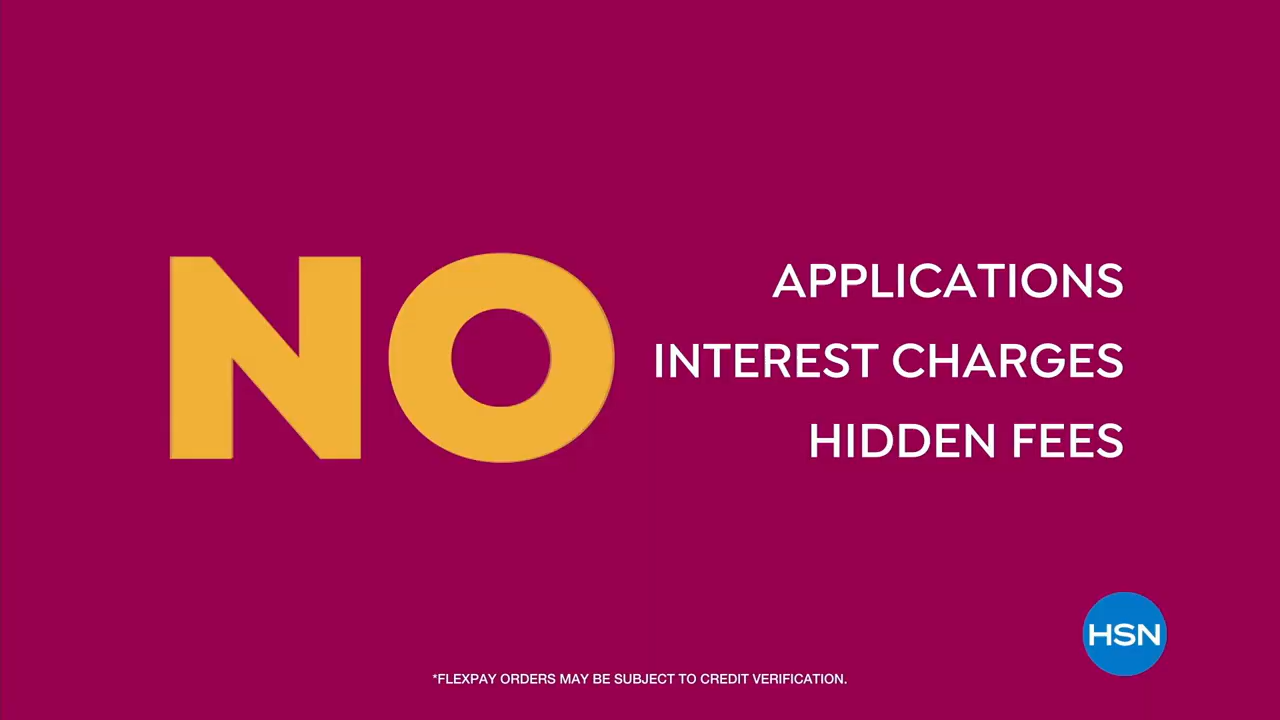 NO
APPLICATIONS
INTEREST CHARGES
HIDDEN FEES
HSN
*FLEXPAY ORDERS MAY BE SUBJECT TO CREDIT VERIFICATION.